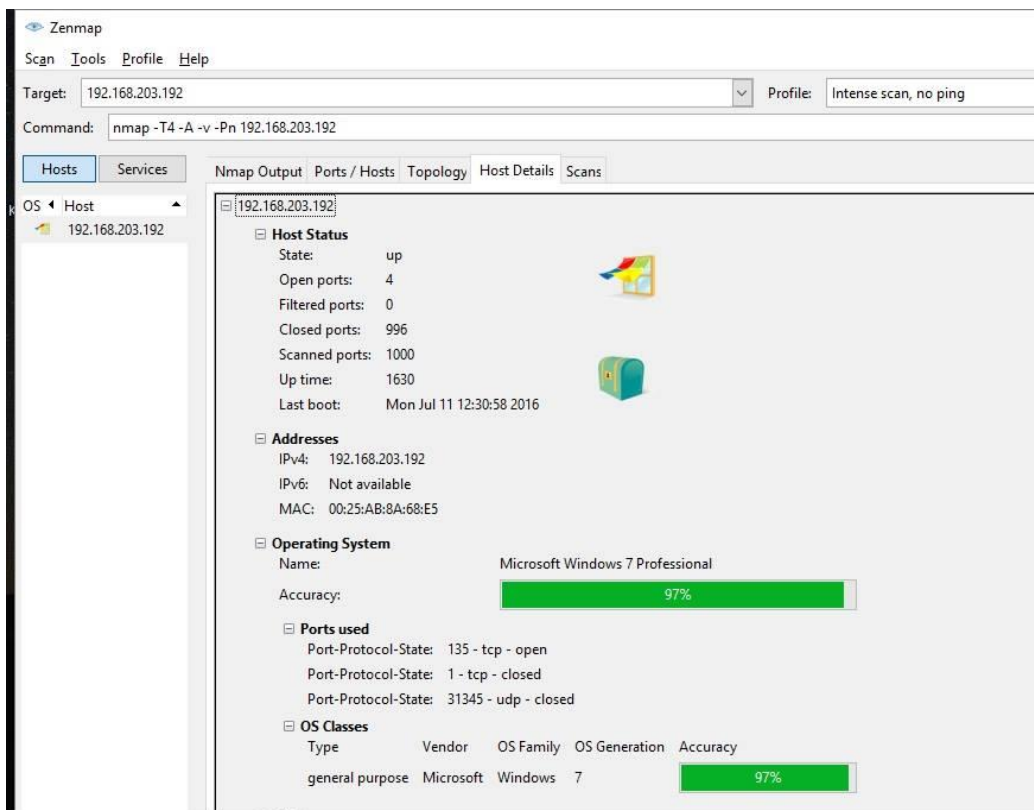 Zenmap
Scan Tools Profile Help
Target: 192.168.203.192 Profile: Intense scan, no ping
Command: nmap -T4 -A -v -Pn 192.168.203.192
Hosts Services Nmap Output Ports / Hosts Topology Host Details Scans
OS Host
192.168.203.192
192.168.203.192
Host Status
State: up
Open ports: 4
Filtered ports: 0
Closed ports: 996
Scanned ports: 1000
Up time: 1630
Last boot: Mon Jul 11 12:30:58 2016
Addresses
IPv4: 192.168.203.192
IPv6: Not available
MAC: 00:25:AB:8A:68:E5
Operating System
Name: Microsoft Windows 7 Professional
Accuracy: 97%
Ports used
Port-Protocol-State: 135 - tcp - open
Port-Protocol-State: 1 - tcp - closed
Port-Protocol-State: 31345 - udp - closed
OS Classes
Type Vendor OS Family OS Generation Accuracy
general purpose Microsoft Windows 7 97%